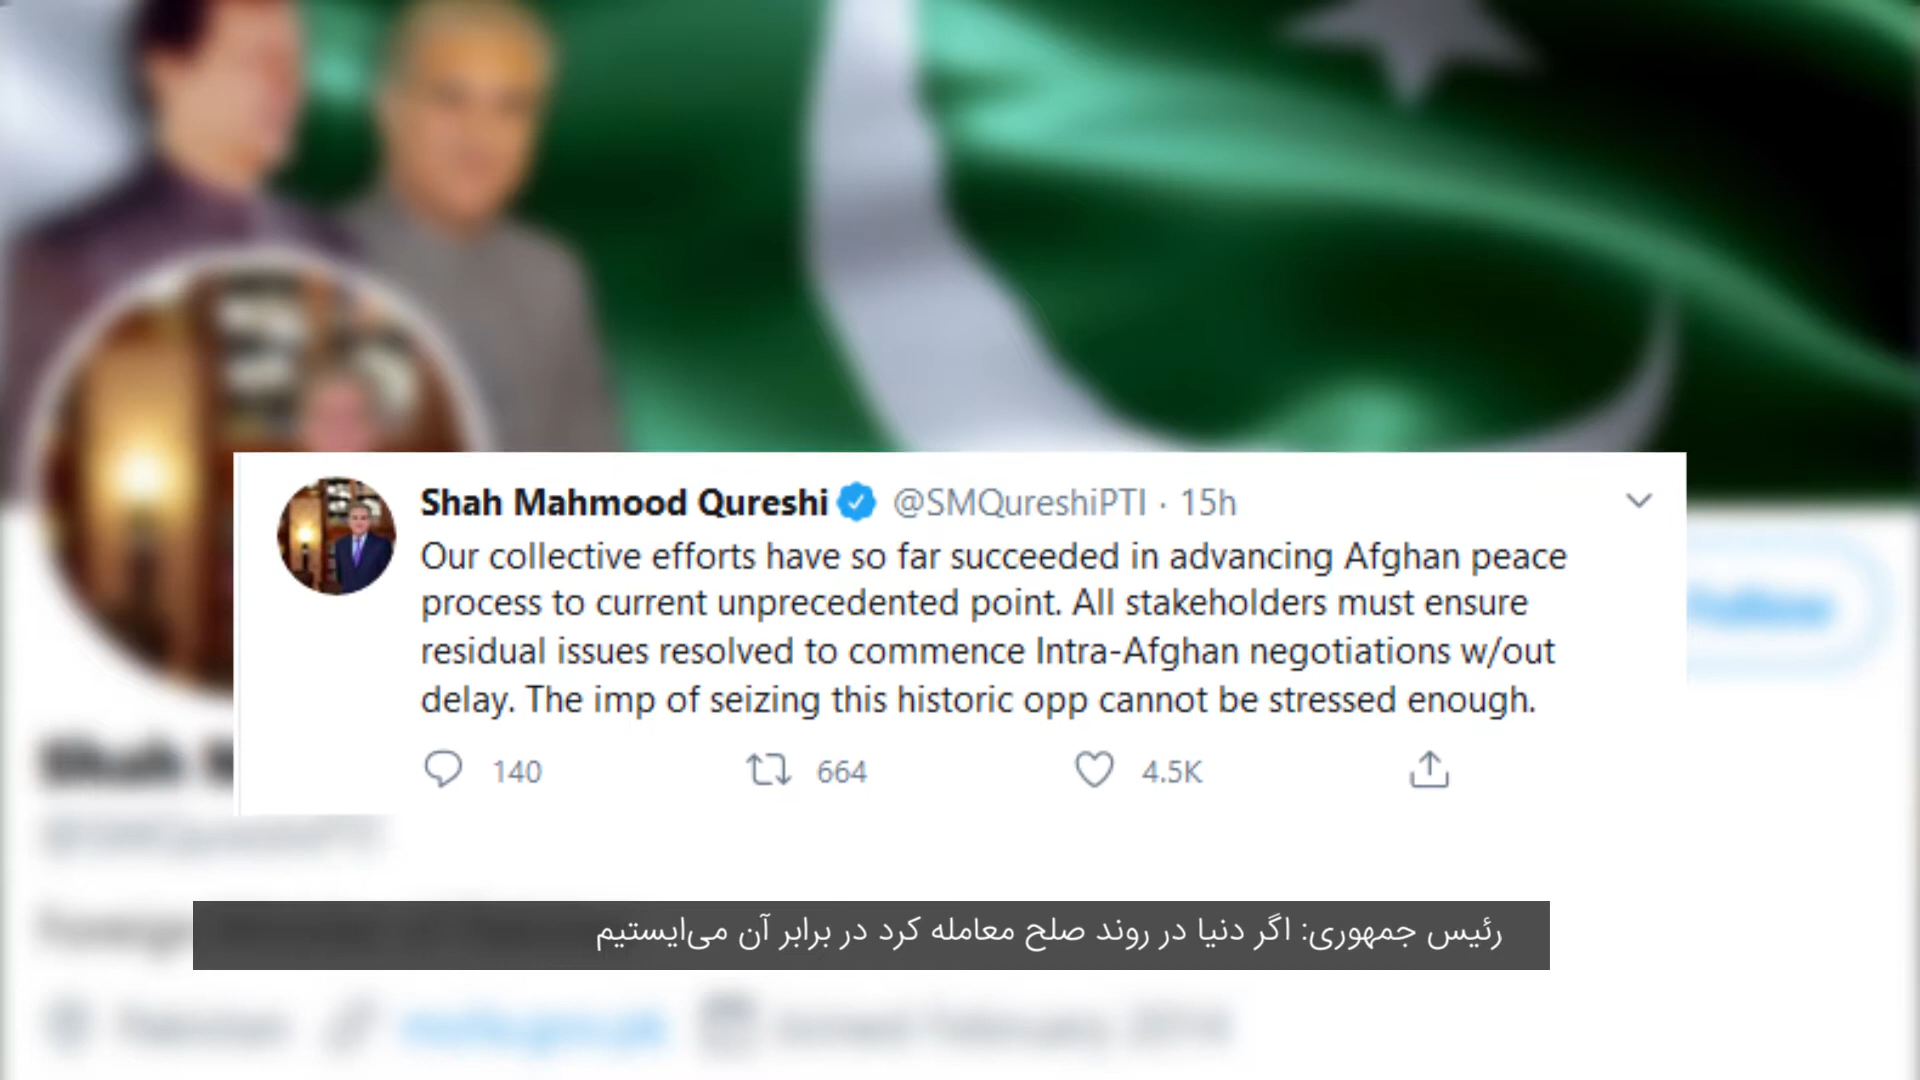 Shah Mahmood Qureshi @SMQureshiPTI · 15h
Our collective efforts have so far succeeded in advancing Afghan peace
process to current unprecedented point. All stakeholders must ensure
residual issues resolved to commence Intra-Afghan negotiations w/out
delay. The imp of seizing this historic opp cannot be stressed enough.
140 664 4.5K
رئیس جمهوری: اگر دنیا در روند صلح معامله کرد در برابر آن می‌ایستیم